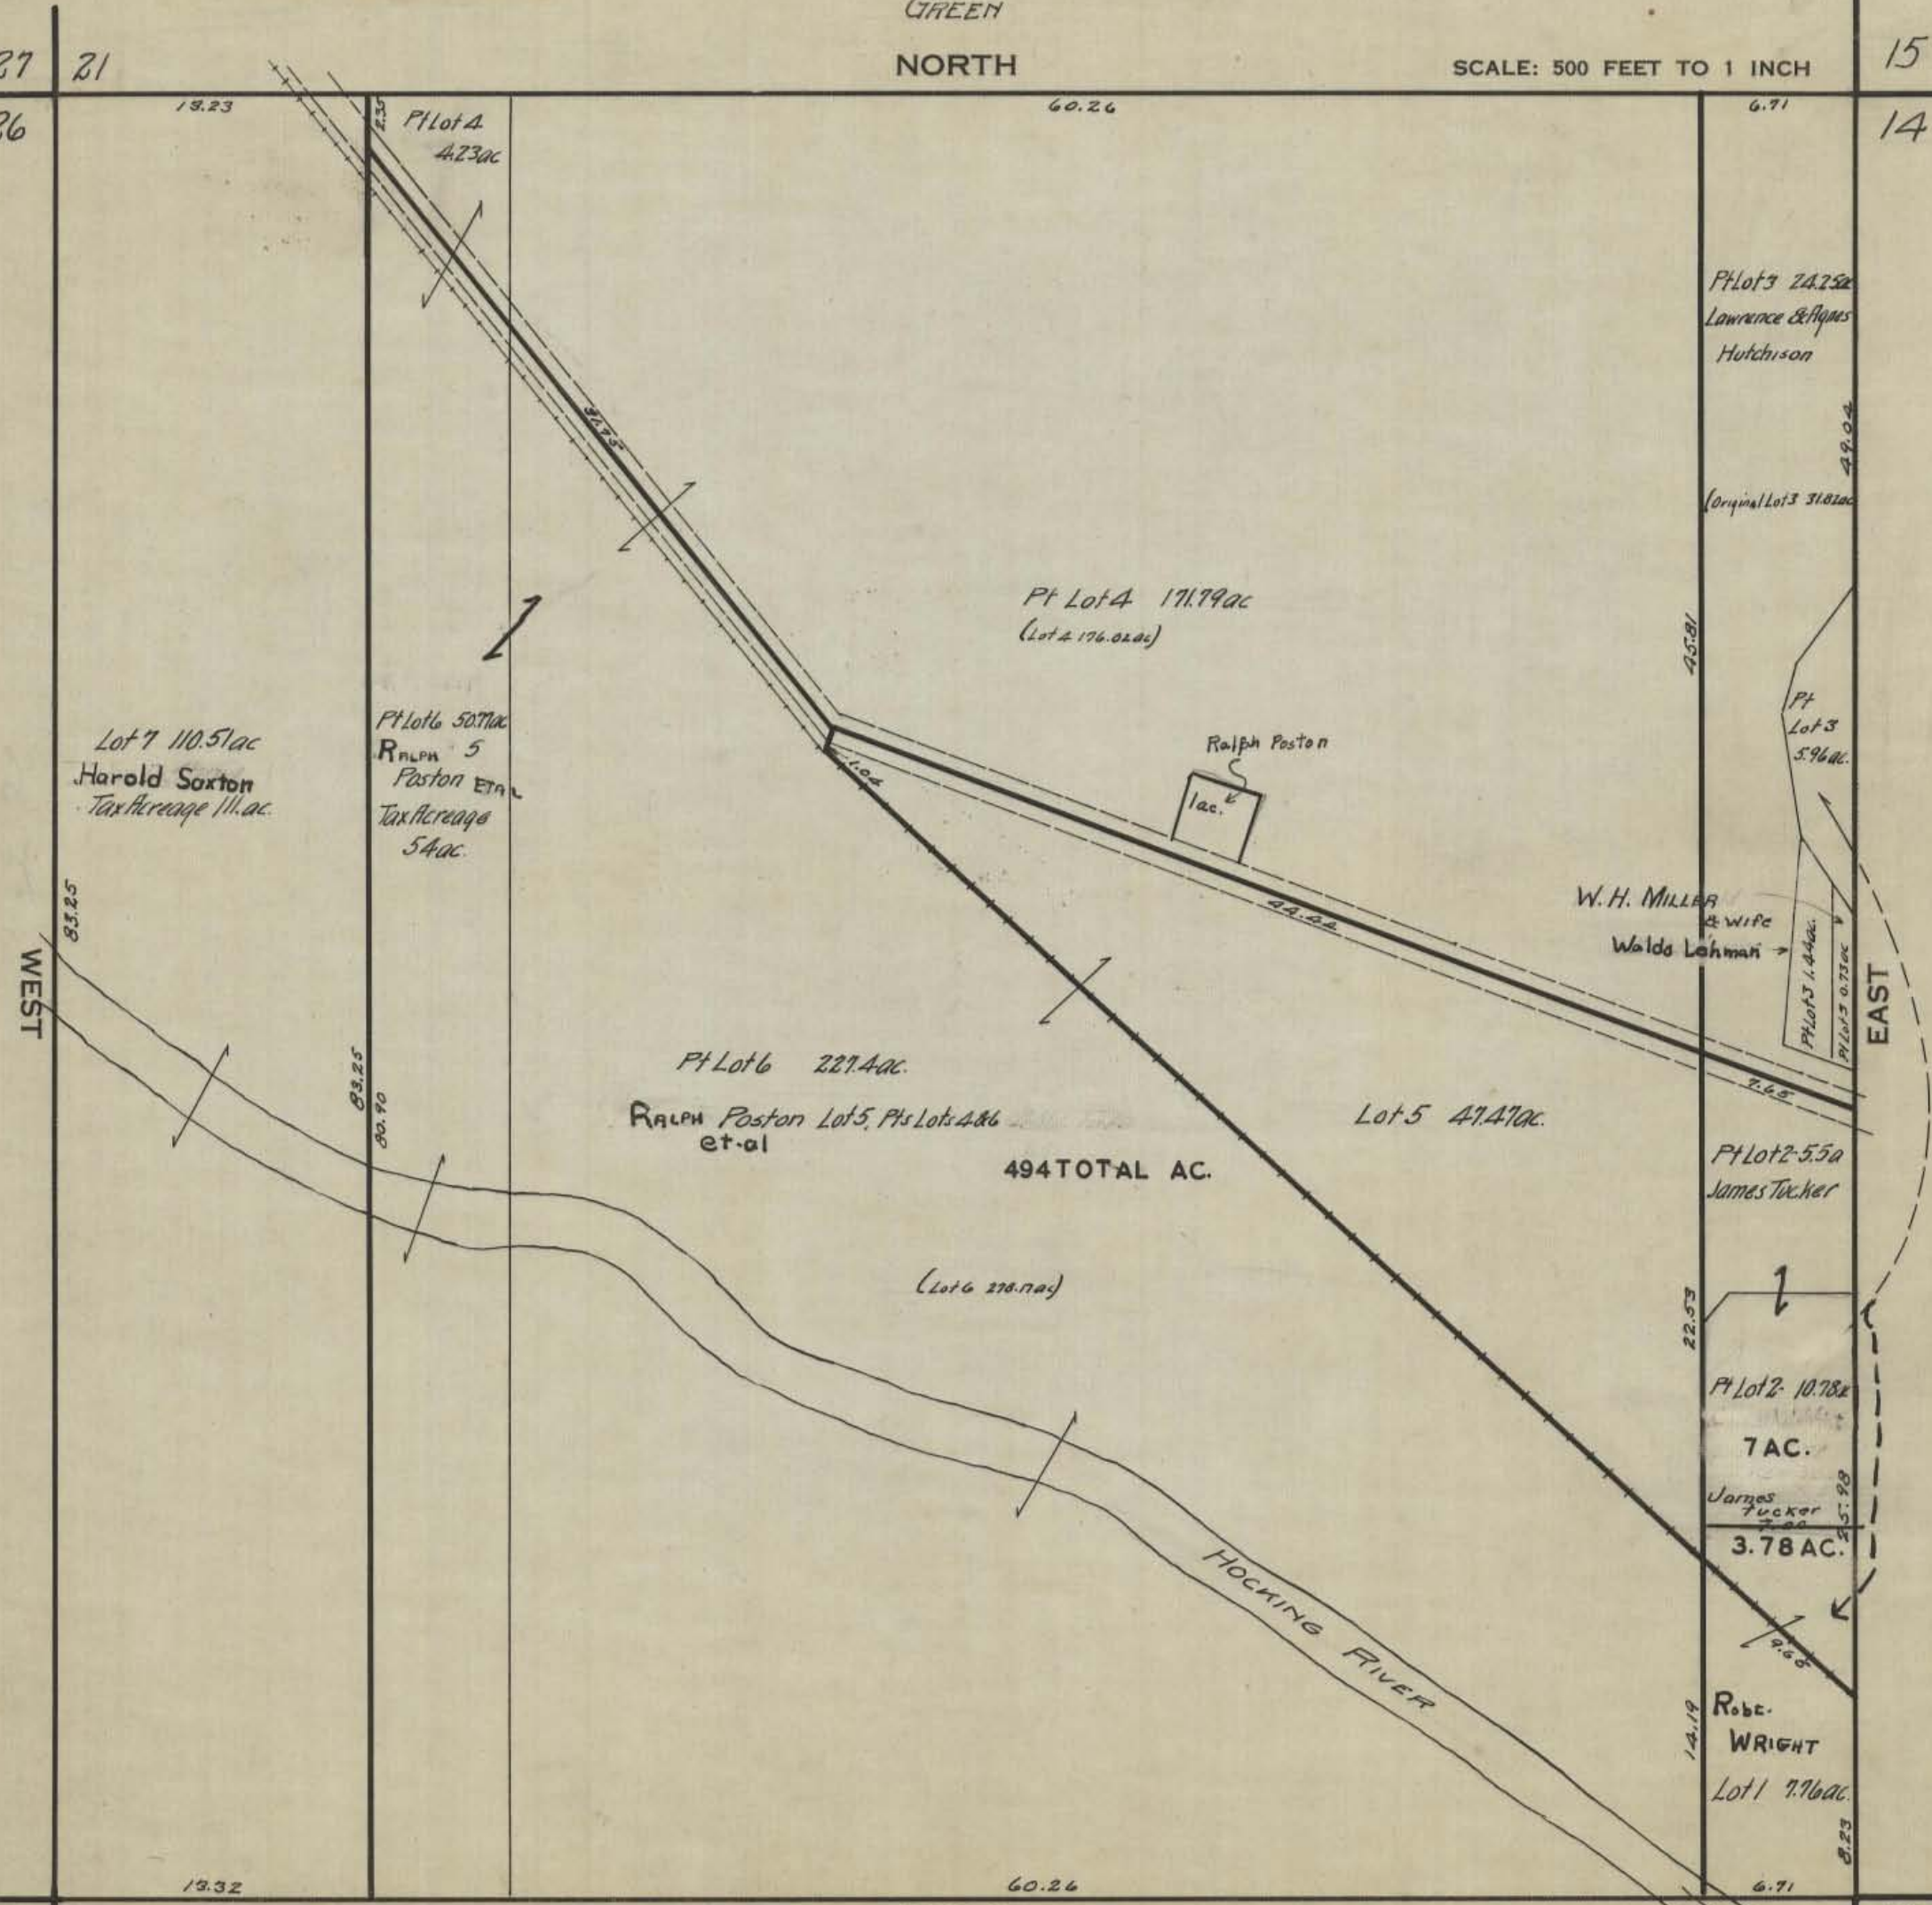 GREEN
27 21
NORTH
SCALE: 500 FEET TO 1 INCH
15
26
13.23
2.35
60.26
6.71
14
Pt Lot 4
4.23ac
Pt Lot 3 24.25ac
Lawrence & Agnes
Hutchison
49.04
(Original Lot 3 31.82ac
Pt Lot 4 171.79ac
(Lot 4 176.02ac)
45.81
Pt
Lot 3
5.96ac.
Lot 7 110.51ac
Harold Saxton
Tax Acreage 111.ac.
Pt Lot 6 50.77ac
RALPH S
Poston ETAL
Tax Acreage
54ac.
Ralph Poston
1ac.
1.04
44.44
W.H. MILLER
& wife
Waldo Lehman
Pt Lot 3 1.44ac.
Pt Lot 3 0.73ac
83.25
WEST
EAST
83.25
80.90
7.65
Pt Lot 6 227.4ac.
RALPH Poston Lot 5, Pts Lots 4&6
et-al
494 TOTAL AC.
Lot 5 47.47ac.
Pt Lot 2-5.5a
James Tucker
(Lot 6 278.17ac)
22.53
Pt Lot 2- 10.78ac
7 AC.
James
Tucker
25.98
3.78 AC.
HOCKING RIVER
9.68
14.19
Robt.
WRIGHT
Lot 1 7.76ac.
8.23
13.32
60.26
6.71